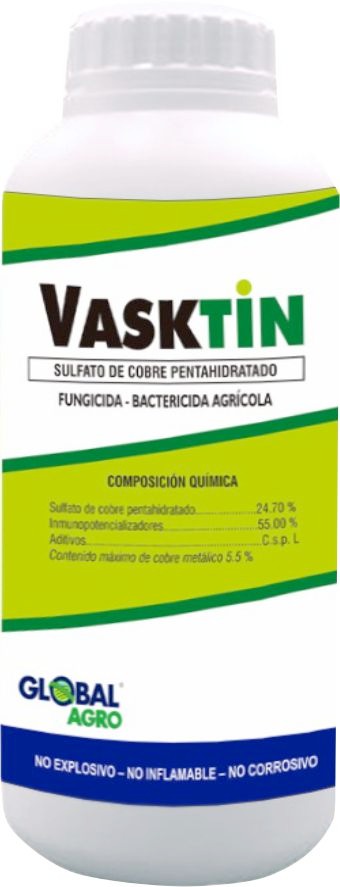 VASKTIN
SULFATO DE COBRE PENTAHIDRATADO
FUNGICIDA - BACTERICIDA AGRÍCOLA
COMPOSICIÓN QUÍMICA
Sulfato de cobre pentahidratado....................24.70 %
Inmunopotencializadores..............................55.00 %
Aditivos.....................................................C.s.p. L
Contenido máximo de cobre metálico 5.5 %
GLOBAL
AGRO
NO EXPLOSIVO – NO INFLAMABLE – NO CORROSIVO